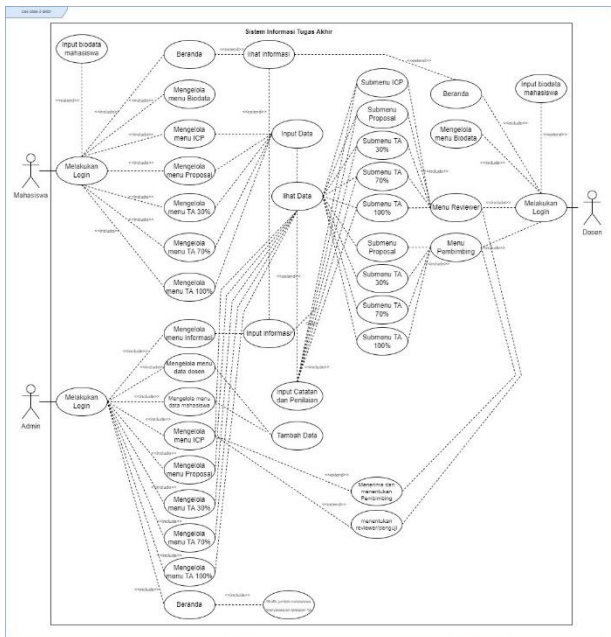 Sistem Informasi Tugas Akhir
Input biodata
mahasiswa
Beranda
lihat informasi
Mengelola
menu Biodata
Mengelola
menu ICP
Input Data
Melakukan
Login
Mahasiswa
Mengelola
menu Proposal
lihat Data
Mengelola
menu TA 30%
Mengelola
menu TA 70%
Mengelola
menu TA 100%
Submenu ICP
Submenu
Proposal
Submenu TA
30%
Submenu TA
70%
Submenu TA
100%
Submenu
Proposal
Submenu TA
30%
Submenu TA
70%
Submenu TA
100%
Beranda
Input biodata
mahasiswa
Mengelola
menu Biodata
Menu Reviewer
Melakukan
Login
Dosen
Menu
Pembimbing
Mengelola
menu Informasi
Input informasi
Mengelola menu
data dosen
Melakukan
Login
Admin
Mengelola menu
data mahasiswa
Input Catatan
dan Penilaian
Mengelola
menu ICP
Tambah Data
Mengelola
menu Proposal
Mengelola
menu TA 30%
Mengelola
menu TA 70%
Mengelola
menu TA 100%
Beranda
Menerima dan
menentukan
Pembimbing
menentukan
reviewer/penguji
<<include>>
<<extend>>